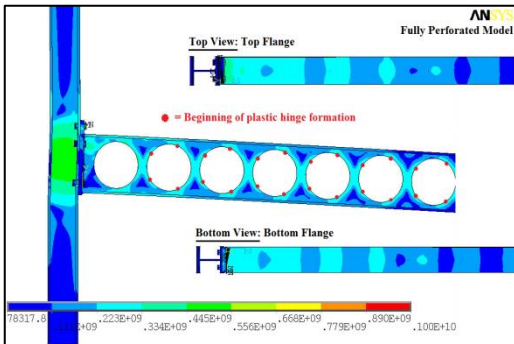 ANSYS
Fully Perforated Model
Top View: Top Flange
= Beginning of plastic hinge formation
Bottom View: Bottom Flange
78317.8 .223E+09 .445E+09 .668E+09 .890E+09
.334E+09 .556E+09 .779E+09 .100E+10